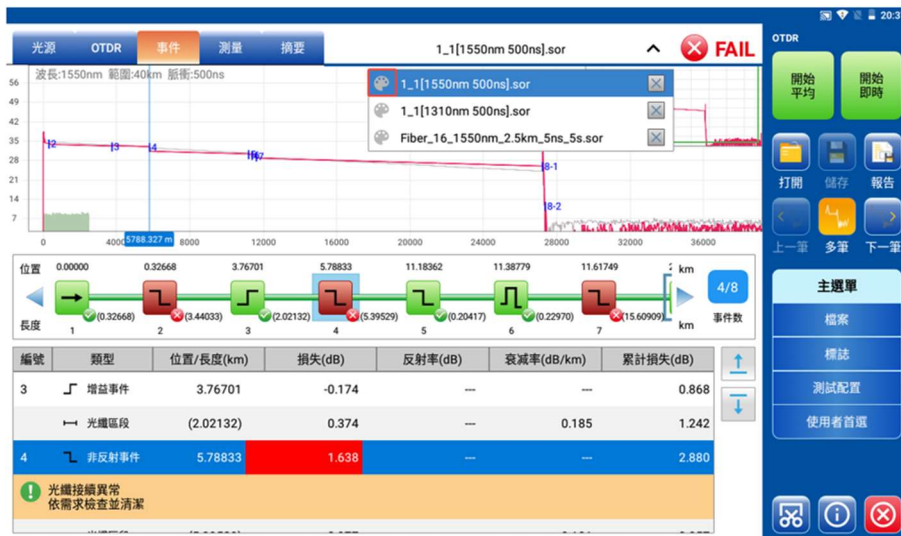 20:3
光源
OTDR
事件
測量
摘要
1_1[1550nm 500ns].sor
FAIL
OTDR
波長:1550nm 範圍:40km 脈衝:500ns
1_1[1550nm 500ns].sor
1_1[1310nm 500ns].sor
Fiber_16_1550nm_2.5km_5ns_5s.sor
56
49
42
35
28
21
14
7
2
3
4
8-1
8-2
0
4000
5788.327 m
8000
12000
16000
20000
24000
28000
32000
36000
開始
平均
開始
即時
打開
儲存
報告
上一筆
多筆
下一筆
位置
0.00000
0.32668
3.76701
5.78833
11.18362
11.38779
11.61749
km
4/8
事件数
長度
(0.32668)
(3.44033)
(2.02132)
(5.39529)
(0.20417)
(0.22970)
(15.60909)
km
1
2
3
4
5
6
7
編號 類型 位置/長度(km) 損失(dB) 反射率(dB) 衰減率(dB/km) 累計損失(dB)
3 增益事件 3.76701 -0.174 --- --- 0.868
光纖區段 (2.02132) 0.374 --- 0.185 1.242
4 非反射事件 5.78833 1.638 --- --- 2.880
光纖接續異常
依需求檢查並清潔
主選單
檔案
標誌
測試配置
使用者首選